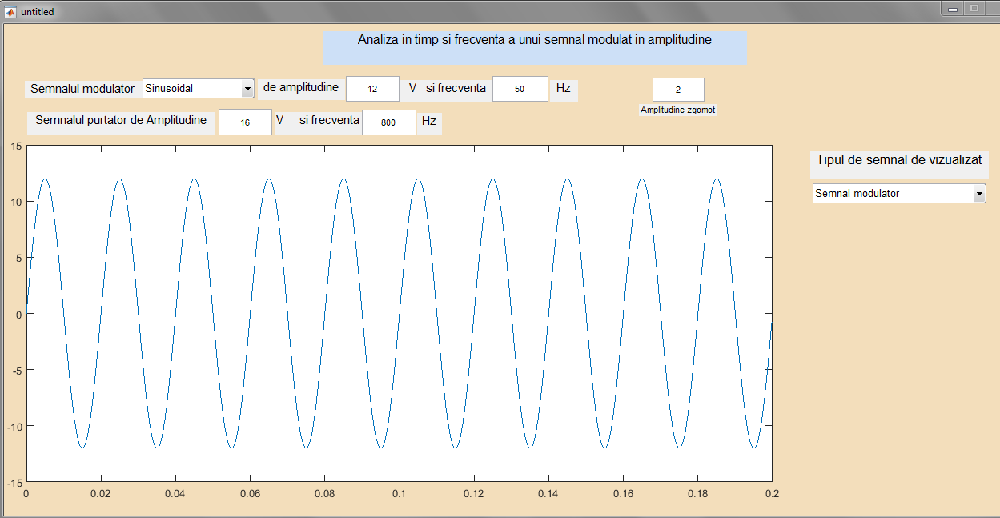 untitled
Analiza in timp si frecventa a unui semnal modulat in amplitudine
Semnalul modulator Sinusoidal de amplitudine 12 V si frecventa 50 Hz 2
Amplitudine zgomot
Semnalul purtator de Amplitudine 16 V si frecventa 800 Hz
Tipul de semnal de vizualizat
Semnal modulator
15
10
5
0
-5
-10
-15
0 0.02 0.04 0.06 0.08 0.1 0.12 0.14 0.16 0.18 0.2